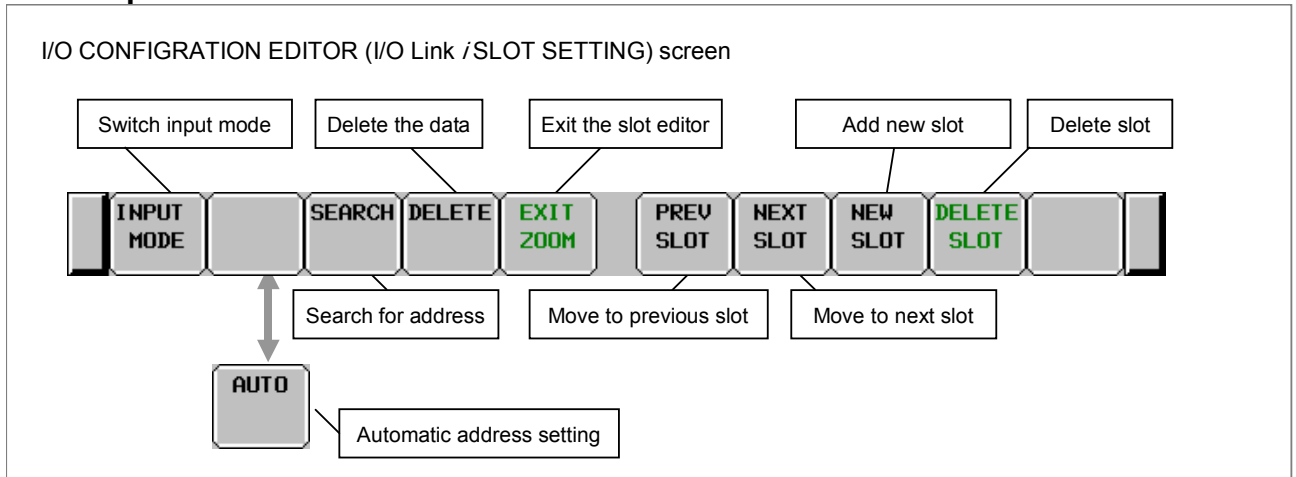 I/O CONFIGRATION EDITOR (I/O Link i SLOT SETTING) screen
Switch input mode
Delete the data
Exit the slot editor
Add new slot
Delete slot
INPUT MODE
SEARCH
DELETE
EXIT ZOOM
PREV SLOT
NEXT SLOT
NEW SLOT
DELETE SLOT
Search for address
Move to previous slot
Move to next slot
AUTO
Automatic address setting